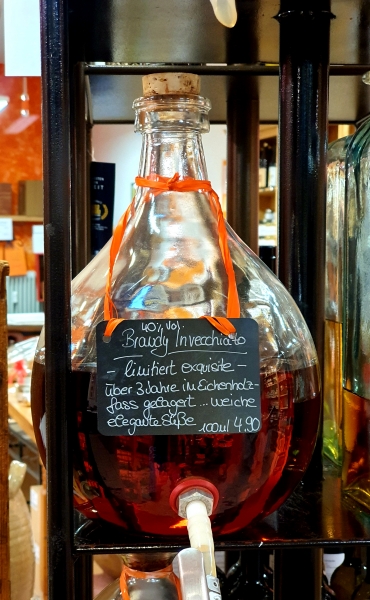 40% Vol.
Brandy Invecchiato
- limitiert exquisite -
über 3 Jahre im Eichenholz-
fass gelagert ... weiche
elegante Süße 100ml 4.90